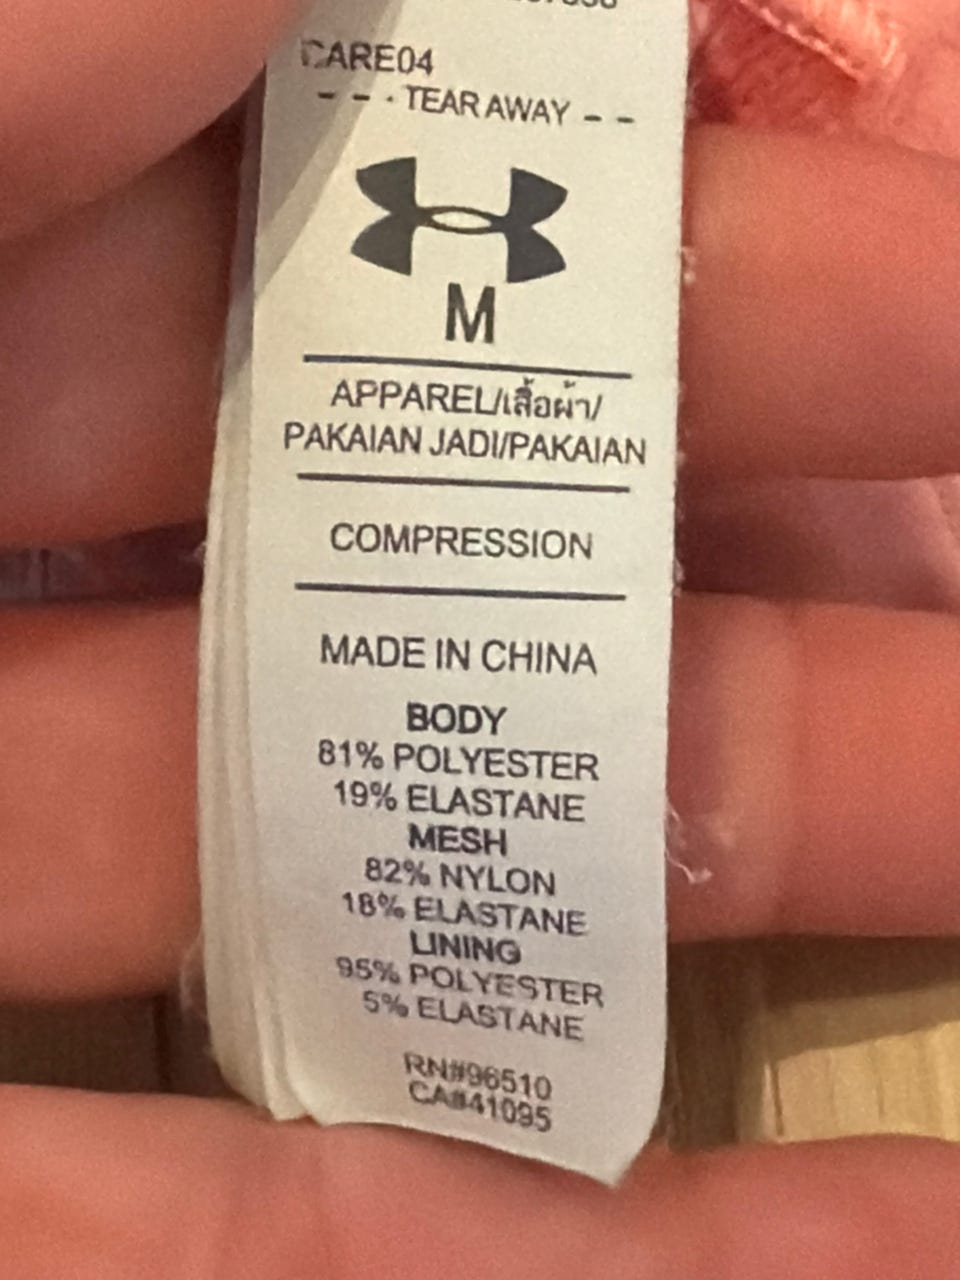 CARE04
- - - TEAR AWAY - -
M
APPAREL/เสื้อผ้า/
PAKAIAN JADI/PAKAIAN
COMPRESSION
MADE IN CHINA
BODY
81% POLYESTER
19% ELASTANE
MESH
82% NYLON
18% ELASTANE
LINING
95% POLYESTER
5% ELASTANE
RN#96510
CA#41095